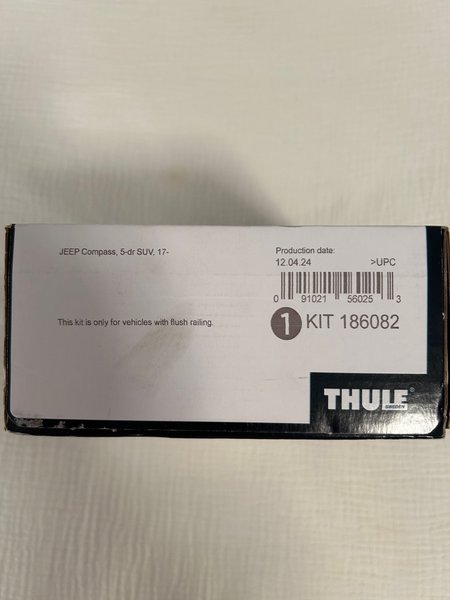 JEEP Compass, 5-dr SUV, 17-
This kit is only for vehicles with flush railing.
Production date:
12.04.24 >UPC
0 91021 56025 3
1 KIT 186082
THULE®
SWEDEN